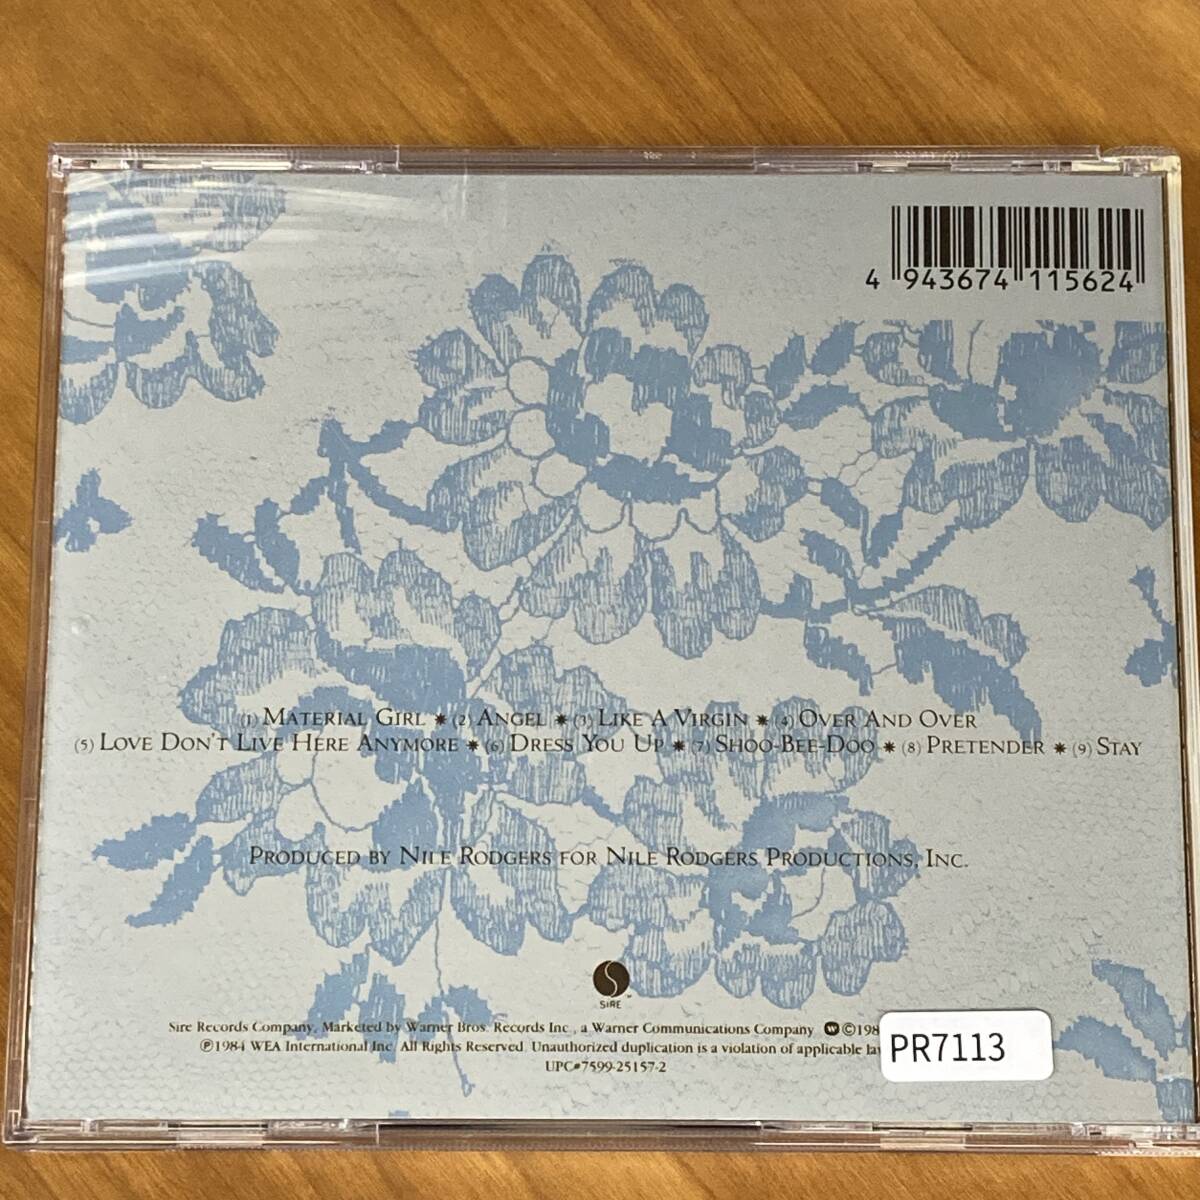 4 943674 115624
(1) MATERIAL GIRL ✷ (2) ANGEL ✷ (3) LIKE A VIRGIN ✷ (4) OVER AND OVER
(5) LOVE DON'T LIVE HERE ANYMORE ✷ (6) DRESS YOU UP ✷ (7) SHOO-BEE-DOO ✷ (8) PRETENDER ✷ (9) STAY
PRODUCED BY NILE RODGERS FOR NILE RODGERS PRODUCTIONS, INC.
SIRE
Sire Records Company, Marketed by Warner Bros. Records Inc., a Warner Communications Company. ©198
℗1984 WEA International Inc. All Rights Reserved. Unauthorized duplication is a violation of applicable
PR7113
UPC#7599-25157-2